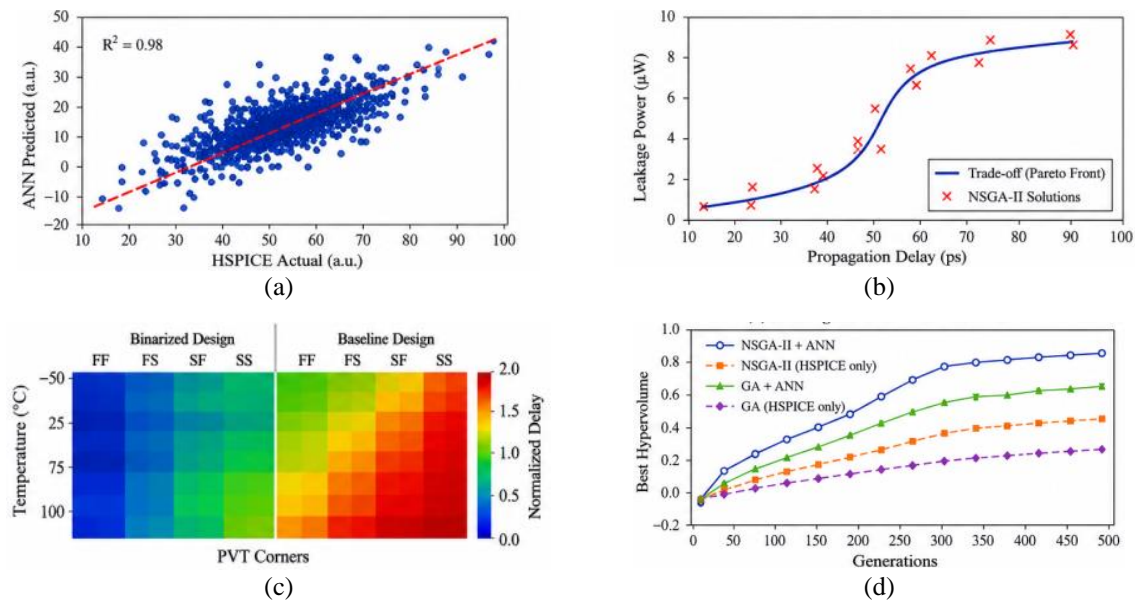 50
40
30
20
10
0
−10
−20
R² = 0.98
ANN Predicted (a.u.)
10 20 30 40 50 60 70 80 90 100
HSPICE Actual (a.u.)
(a)
10
8
6
4
2
0
Leakage Power (μW)
Trade-off (Pareto Front)
NSGA-II Solutions
10 20 30 40 50 60 70 80 90 100
Propagation Delay (ps)
(b)
Binarized Design Baseline Design
FF FS SF SS FF FS SF SS
−50
25
75
100
Temperature (°C)
2.0
1.5
1.0
0.5
0.0
Normalized Delay
PVT Corners
(c)
1.0
0.8
0.6
0.4
0.2
0.0
−0.2
Best Hypervolume
NSGA-II + ANN
NSGA-II (HSPICE only)
GA + ANN
GA (HSPICE only)
0 50 100 150 200 250 300 350 400 450 500
Generations
(d)